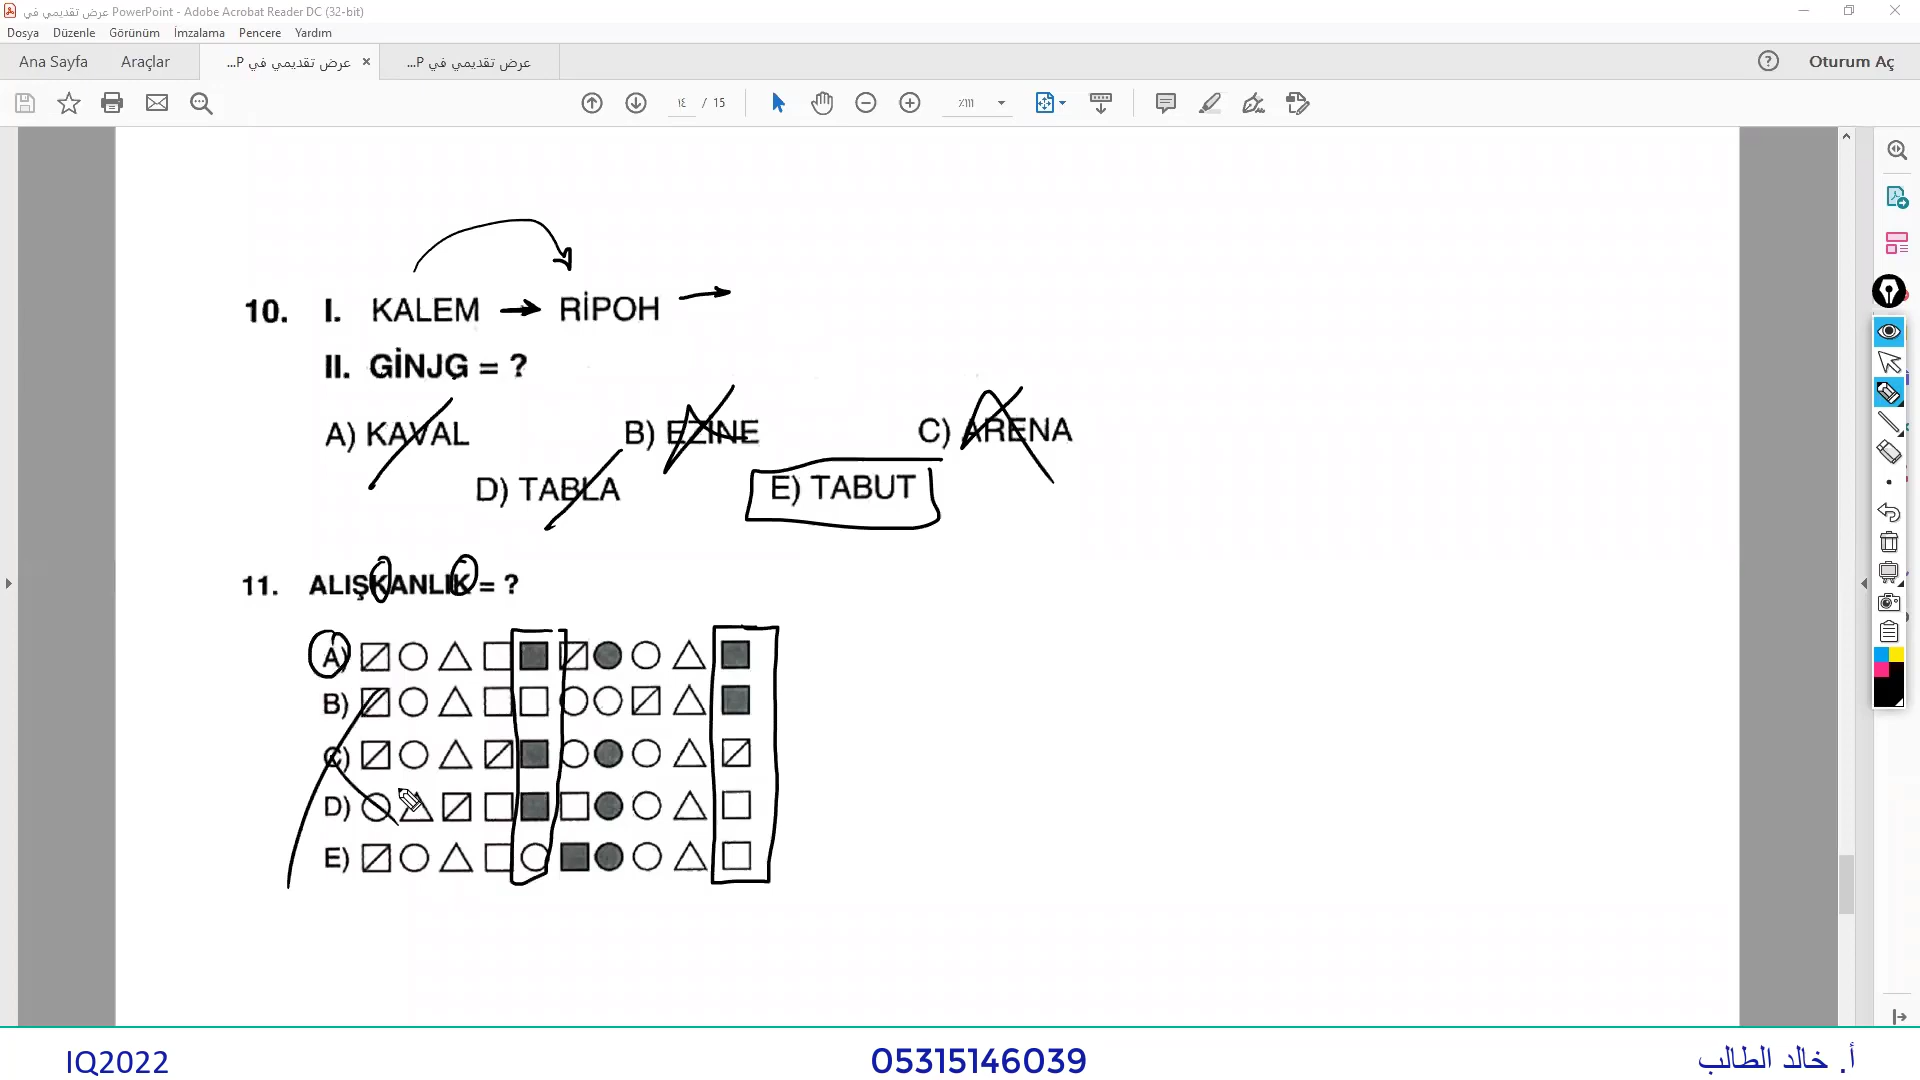 عرض تقديمي في PowerPoint - Adobe Acrobat Reader DC (32-bit)
Dosya Düzenle Görünüm İmzalama Pencere Yardım
Ana Sayfa Araçlar عرض تقديمي في P... عرض تقديمي في P... Oturum Aç
١٤ / 15 ٪١١١
10. I. KALEM → RİPOH
II. GİNJG = ?
A) KAVAL B) EZİNE C) ARENA
D) TABLA E) TABUT
11. ALIŞKANLIK = ?
A)
B)
C)
D)
E)
IQ2022 05315146039 أ. خالد الطالب